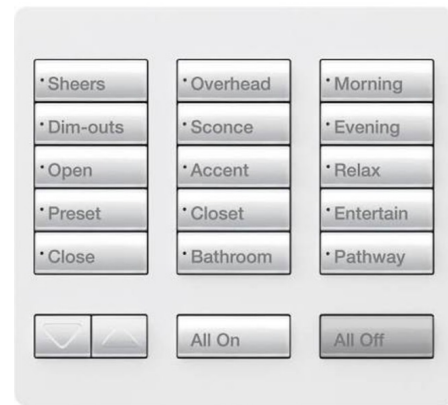 Sheers
Dim-outs
Open
Preset
Close
Overhead
Sconce
Accent
Closet
Bathroom
Morning
Evening
Relax
Entertain
Pathway
All On
All Off